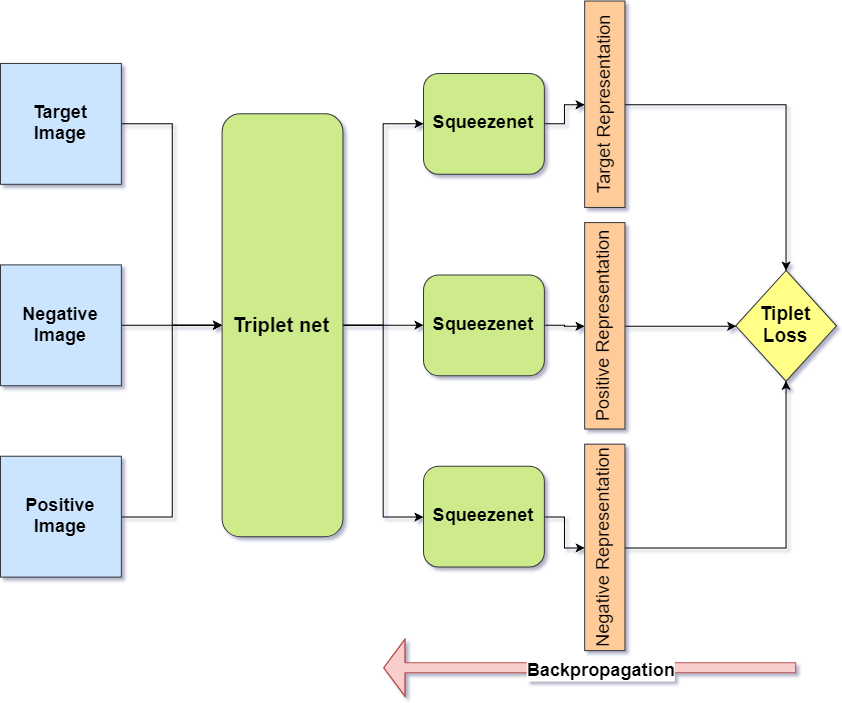 Target
Image
Negative
Image
Positive
Image
Triplet net
Squeezenet
Squeezenet
Squeezenet
Target Representation
Positive Representation
Negative Representation
Tiplet
Loss
Backpropagation